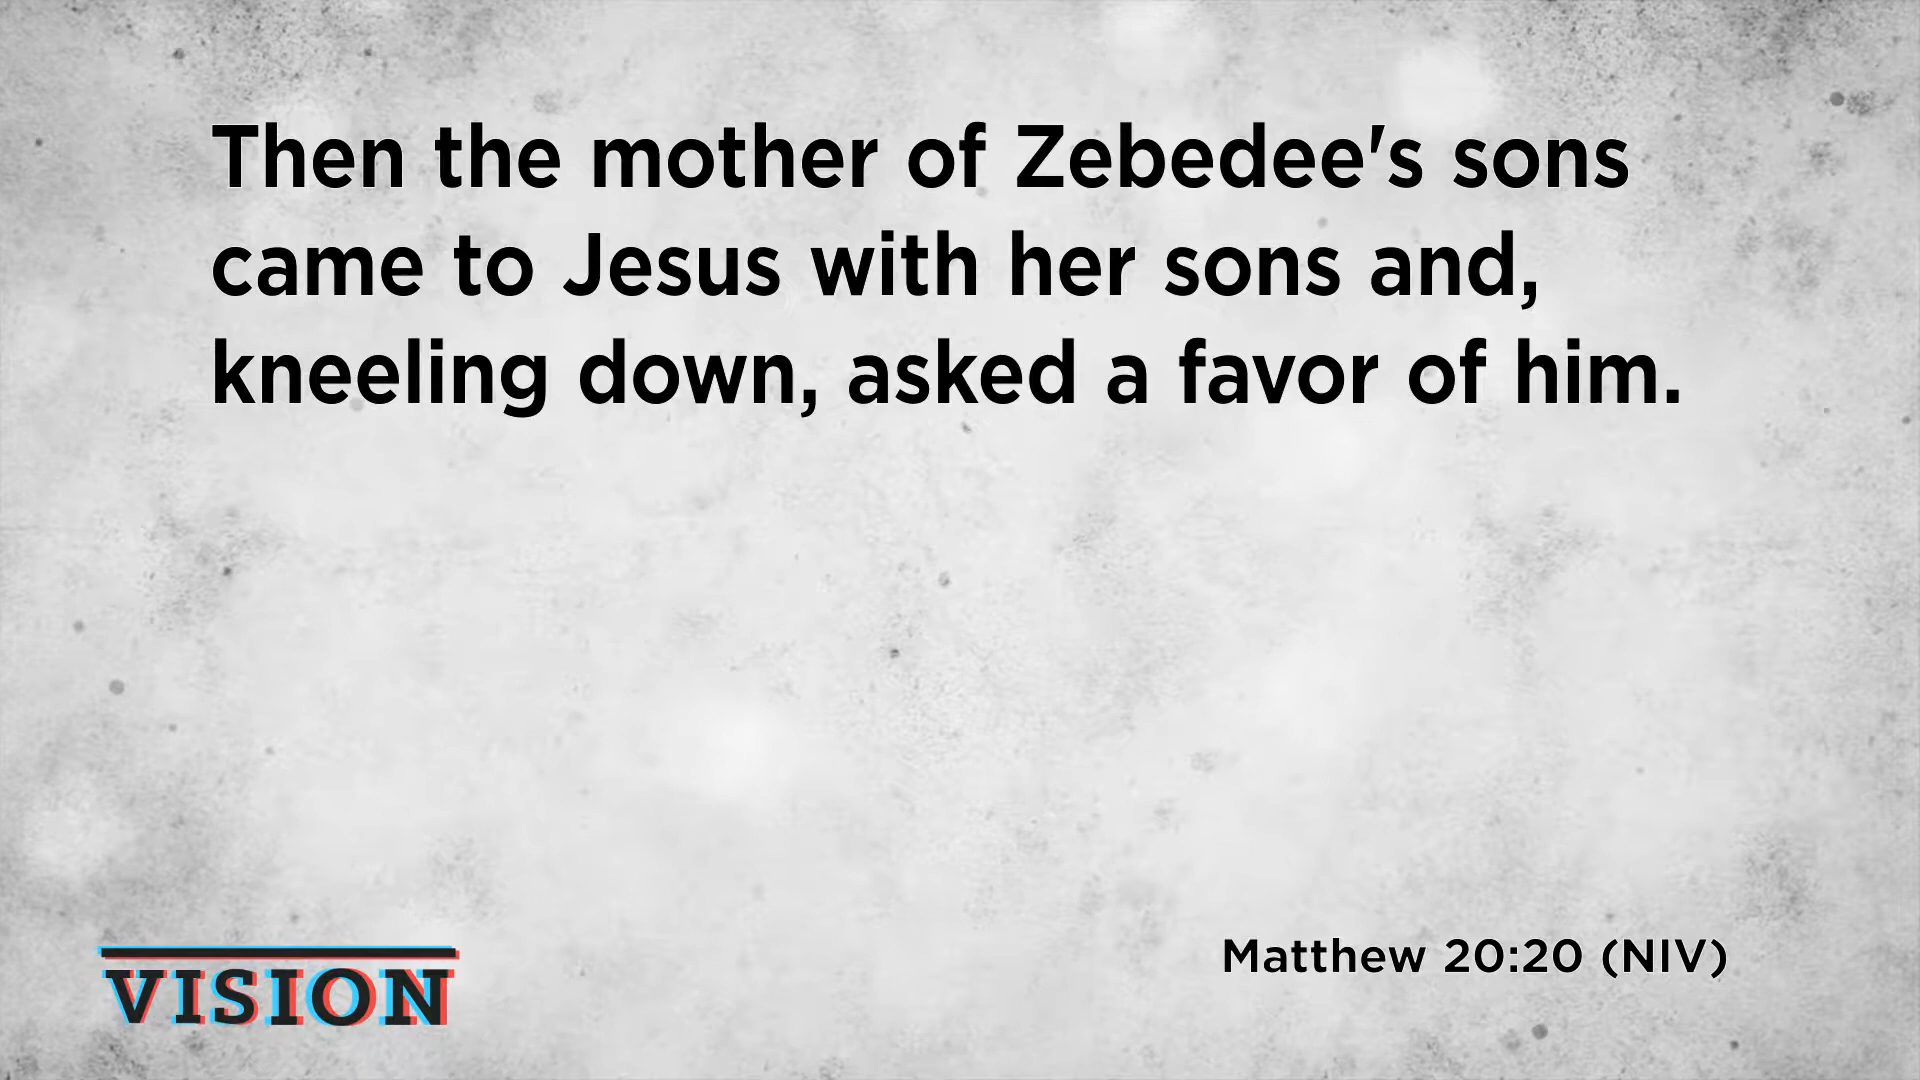 Then the mother of Zebedee's sons
came to Jesus with her sons and,
kneeling down, asked a favor of him.
Matthew 20:20 (NIV)
VISION